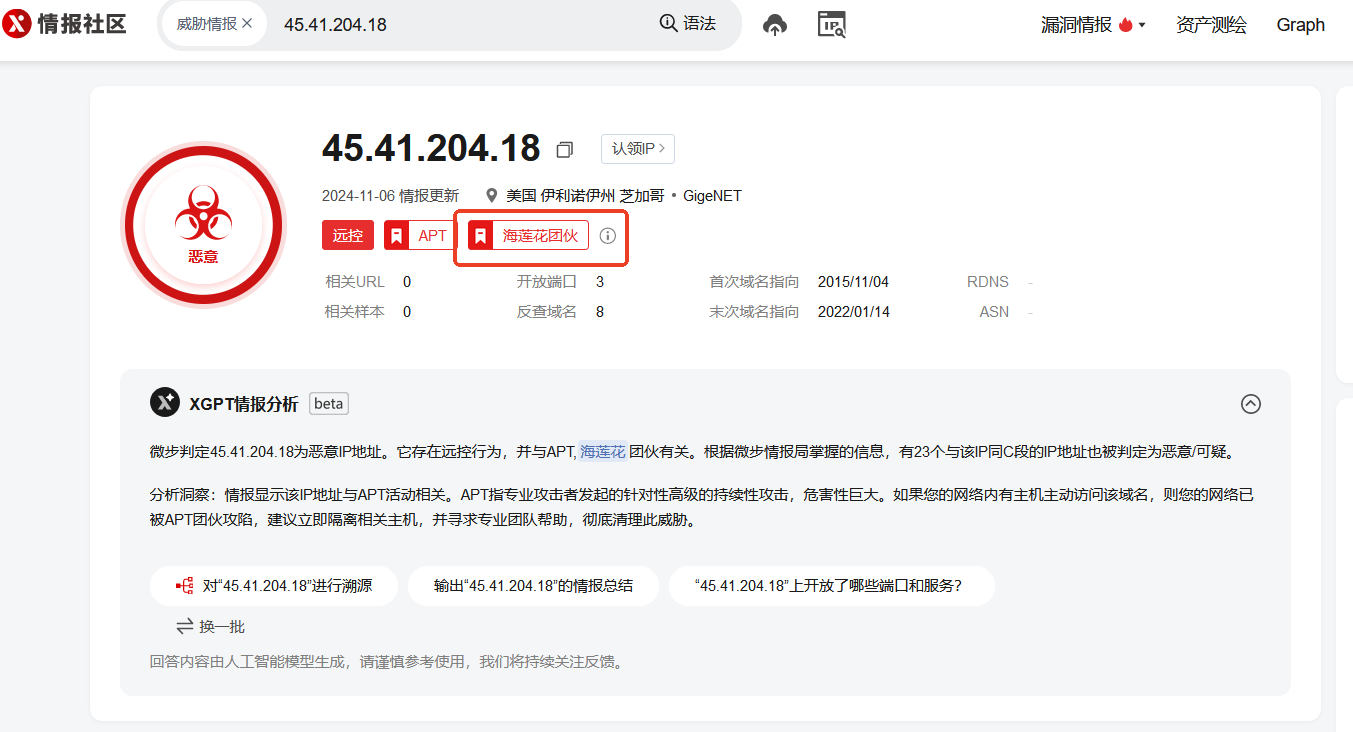 情报社区 威胁情报 × 45.41.204.18 语法 IP 漏洞情报 资产测绘 Graph
恶意
45.41.204.18 认领IP >
2024-11-06 情报更新 美国 伊利诺伊州 芝加哥 • GigeNET
远控 APT 海莲花团伙
相关URL 0 开放端口 3 首次域名指向 2015/11/04 RDNS -
相关样本 0 反查域名 8 末次域名指向 2022/01/14 ASN -
XGPT情报分析 beta
微步判定45.41.204.18为恶意IP地址。它存在远控行为，并与APT,海莲花 团伙有关。根据微步情报局掌握的信息，有23个与该IP同C段的IP地址也被判定为恶意/可疑。
分析洞察：情报显示该IP地址与APT活动相关。APT指专业攻击者发起的针对性高级的持续性攻击，危害性巨大。如果您的网络内有主机主动访问该域名，则您的网络已
被APT团伙攻陷，建议立即隔离相关主机，并寻求专业团队帮助，彻底清理此威胁。
对“45.41.204.18”进行溯源 输出“45.41.204.18”的情报总结 “45.41.204.18”上开放了哪些端口和服务？
换一批
回答内容由人工智能模型生成，请谨慎参考使用，我们将持续关注反馈。